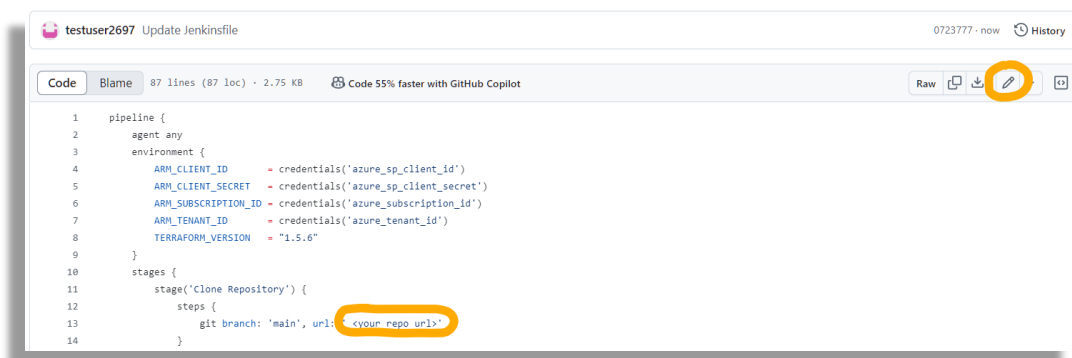 testuser2697 Update Jenkinsfile 0723777 · now History
Code Blame 87 lines (87 loc) · 2.75 KB Code 55% faster with GitHub Copilot Raw
1 pipeline {
2 agent any
3 environment {
4 ARM_CLIENT_ID = credentials('azure_sp_client_id')
5 ARM_CLIENT_SECRET = credentials('azure_sp_client_secret')
6 ARM_SUBSCRIPTION_ID = credentials('azure_subscription_id')
7 ARM_TENANT_ID = credentials('azure_tenant_id')
8 TERRAFORM_VERSION = "1.5.6"
9 }
10 stages {
11 stage('Clone Repository') {
12 steps {
13 git branch: 'main', url: ' <your repo url>'
14 }